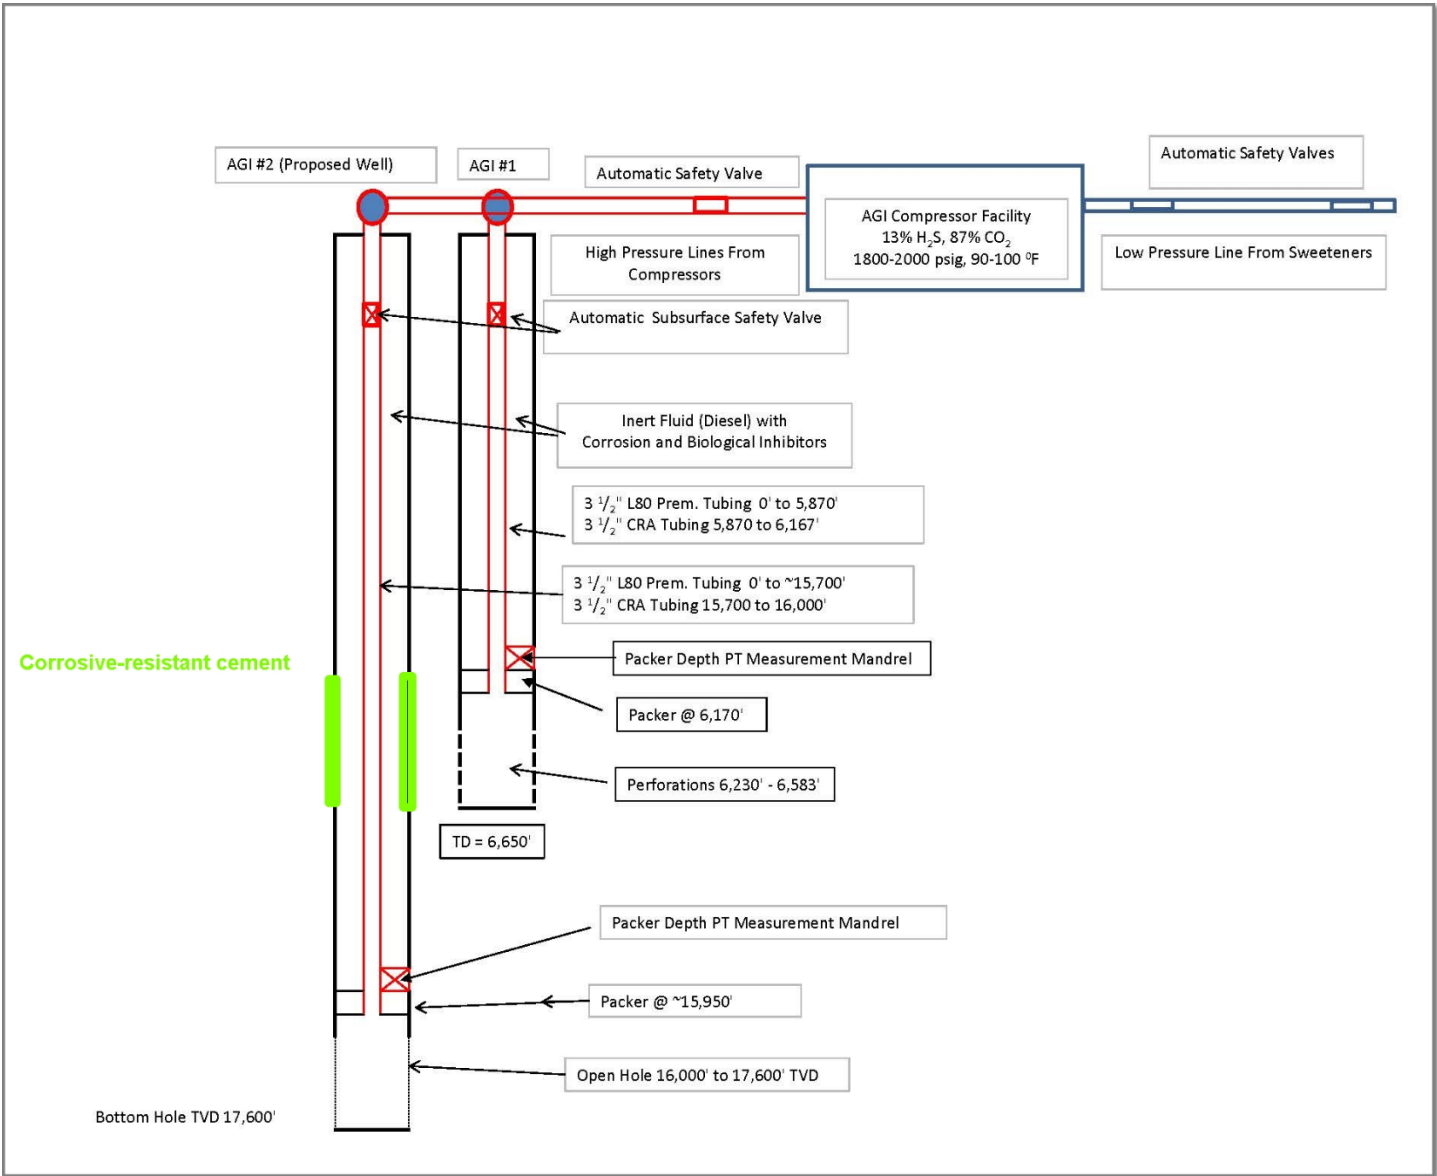 AGI #2 (Proposed Well)
AGI #1
Automatic Safety Valve
Automatic Safety Valves
AGI Compressor Facility
13% H₂S, 87% CO₂
1800-2000 psig, 90-100 ⁰F
High Pressure Lines From
Compressors
Low Pressure Line From Sweeteners
Automatic Subsurface Safety Valve
Inert Fluid (Diesel) with
Corrosion and Biological Inhibitors
3 ¹/₂" L80 Prem. Tubing 0' to 5,870'
3 ¹/₂" CRA Tubing 5,870 to 6,167'
3 ¹/₂" L80 Prem. Tubing 0' to ~15,700'
3 ¹/₂" CRA Tubing 15,700 to 16,000'
Corrosive-resistant cement
Packer Depth PT Measurement Mandrel
Packer @ 6,170'
Perforations 6,230' - 6,583'
TD = 6,650'
Packer Depth PT Measurement Mandrel
Packer @ ~15,950'
Open Hole 16,000' to 17,600' TVD
Bottom Hole TVD 17,600'